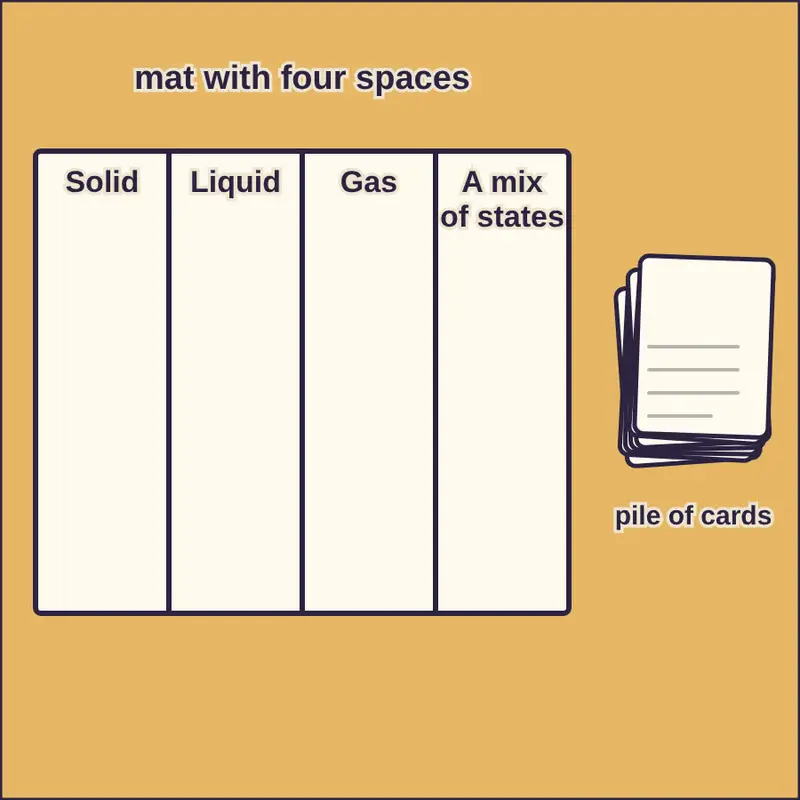 mat with four spaces
Solid
Liquid
Gas
A mix
of states
pile of cards